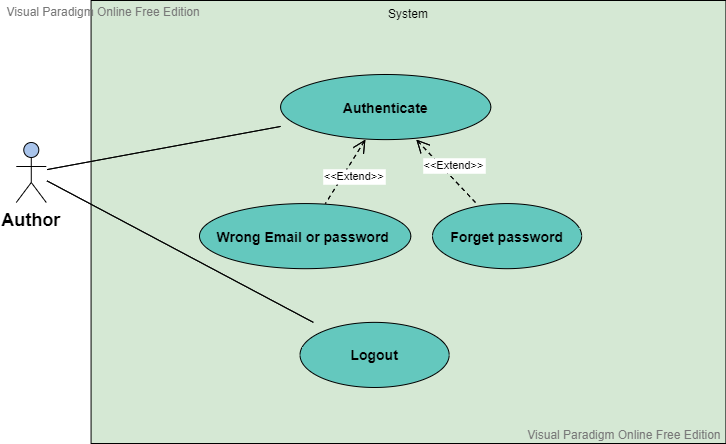 Visual Paradigm Online Free Edition
System
Authenticate
<<Extend>>
<<Extend>>
Author
Wrong Email or password
Forget password
Logout
Visual Paradigm Online Free Edition